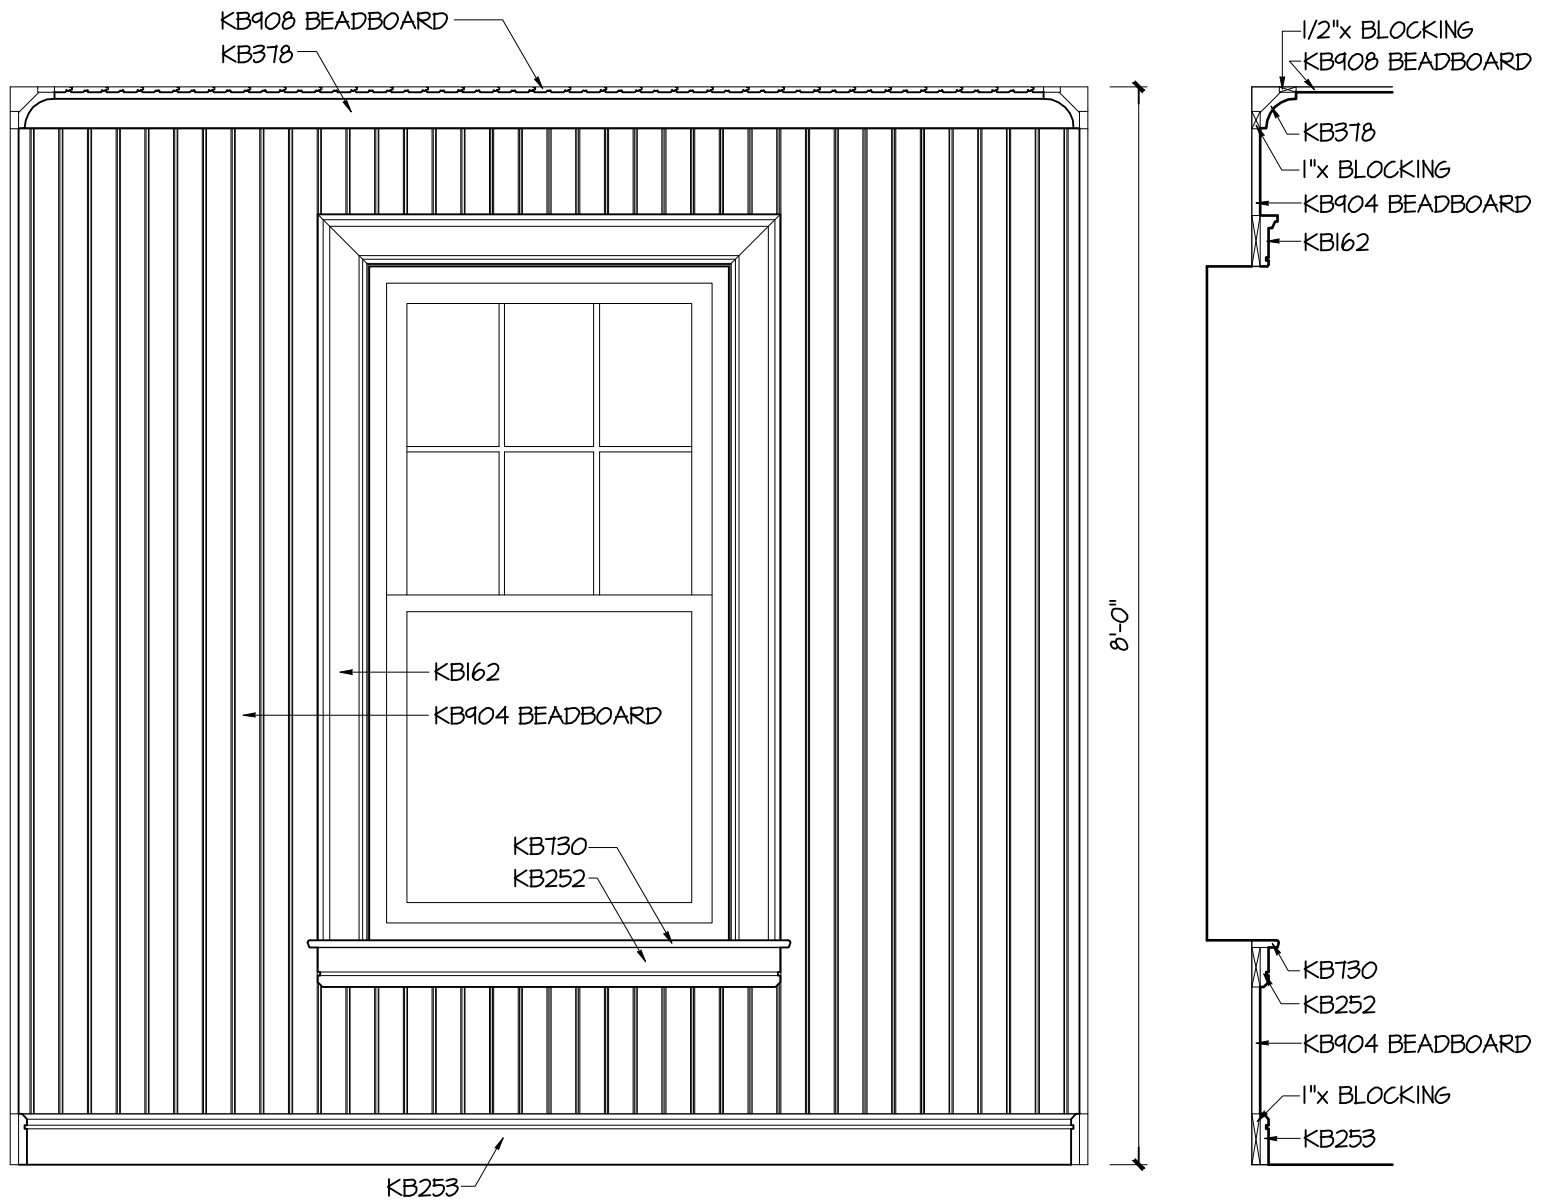 KB908 BEADBOARD
KB378
KB162
KB904 BEADBOARD
KB730
KB252
KB253
8'-0"
1/2"x BLOCKING
KB908 BEADBOARD
KB378
1"x BLOCKING
KB904 BEADBOARD
KB162
KB730
KB252
KB904 BEADBOARD
1"x BLOCKING
KB253